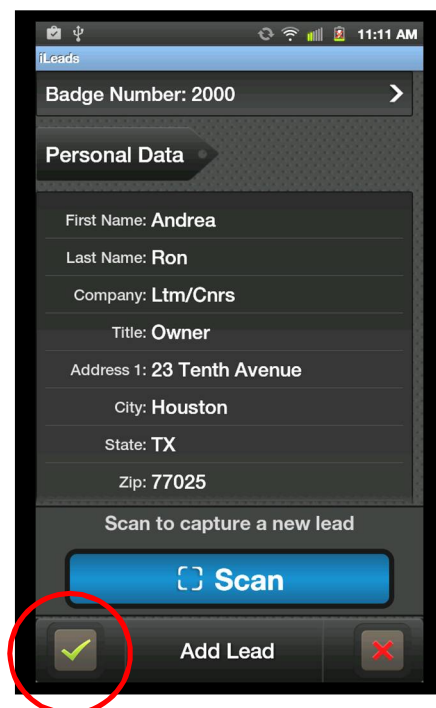 11:11 AM
iLeads
Badge Number: 2000
Personal Data
First Name: Andrea
Last Name: Ron
Company: Ltm/Cnrs
Title: Owner
Address 1: 23 Tenth Avenue
City: Houston
State: TX
Zip: 77025
Scan to capture a new lead
Scan
Add Lead